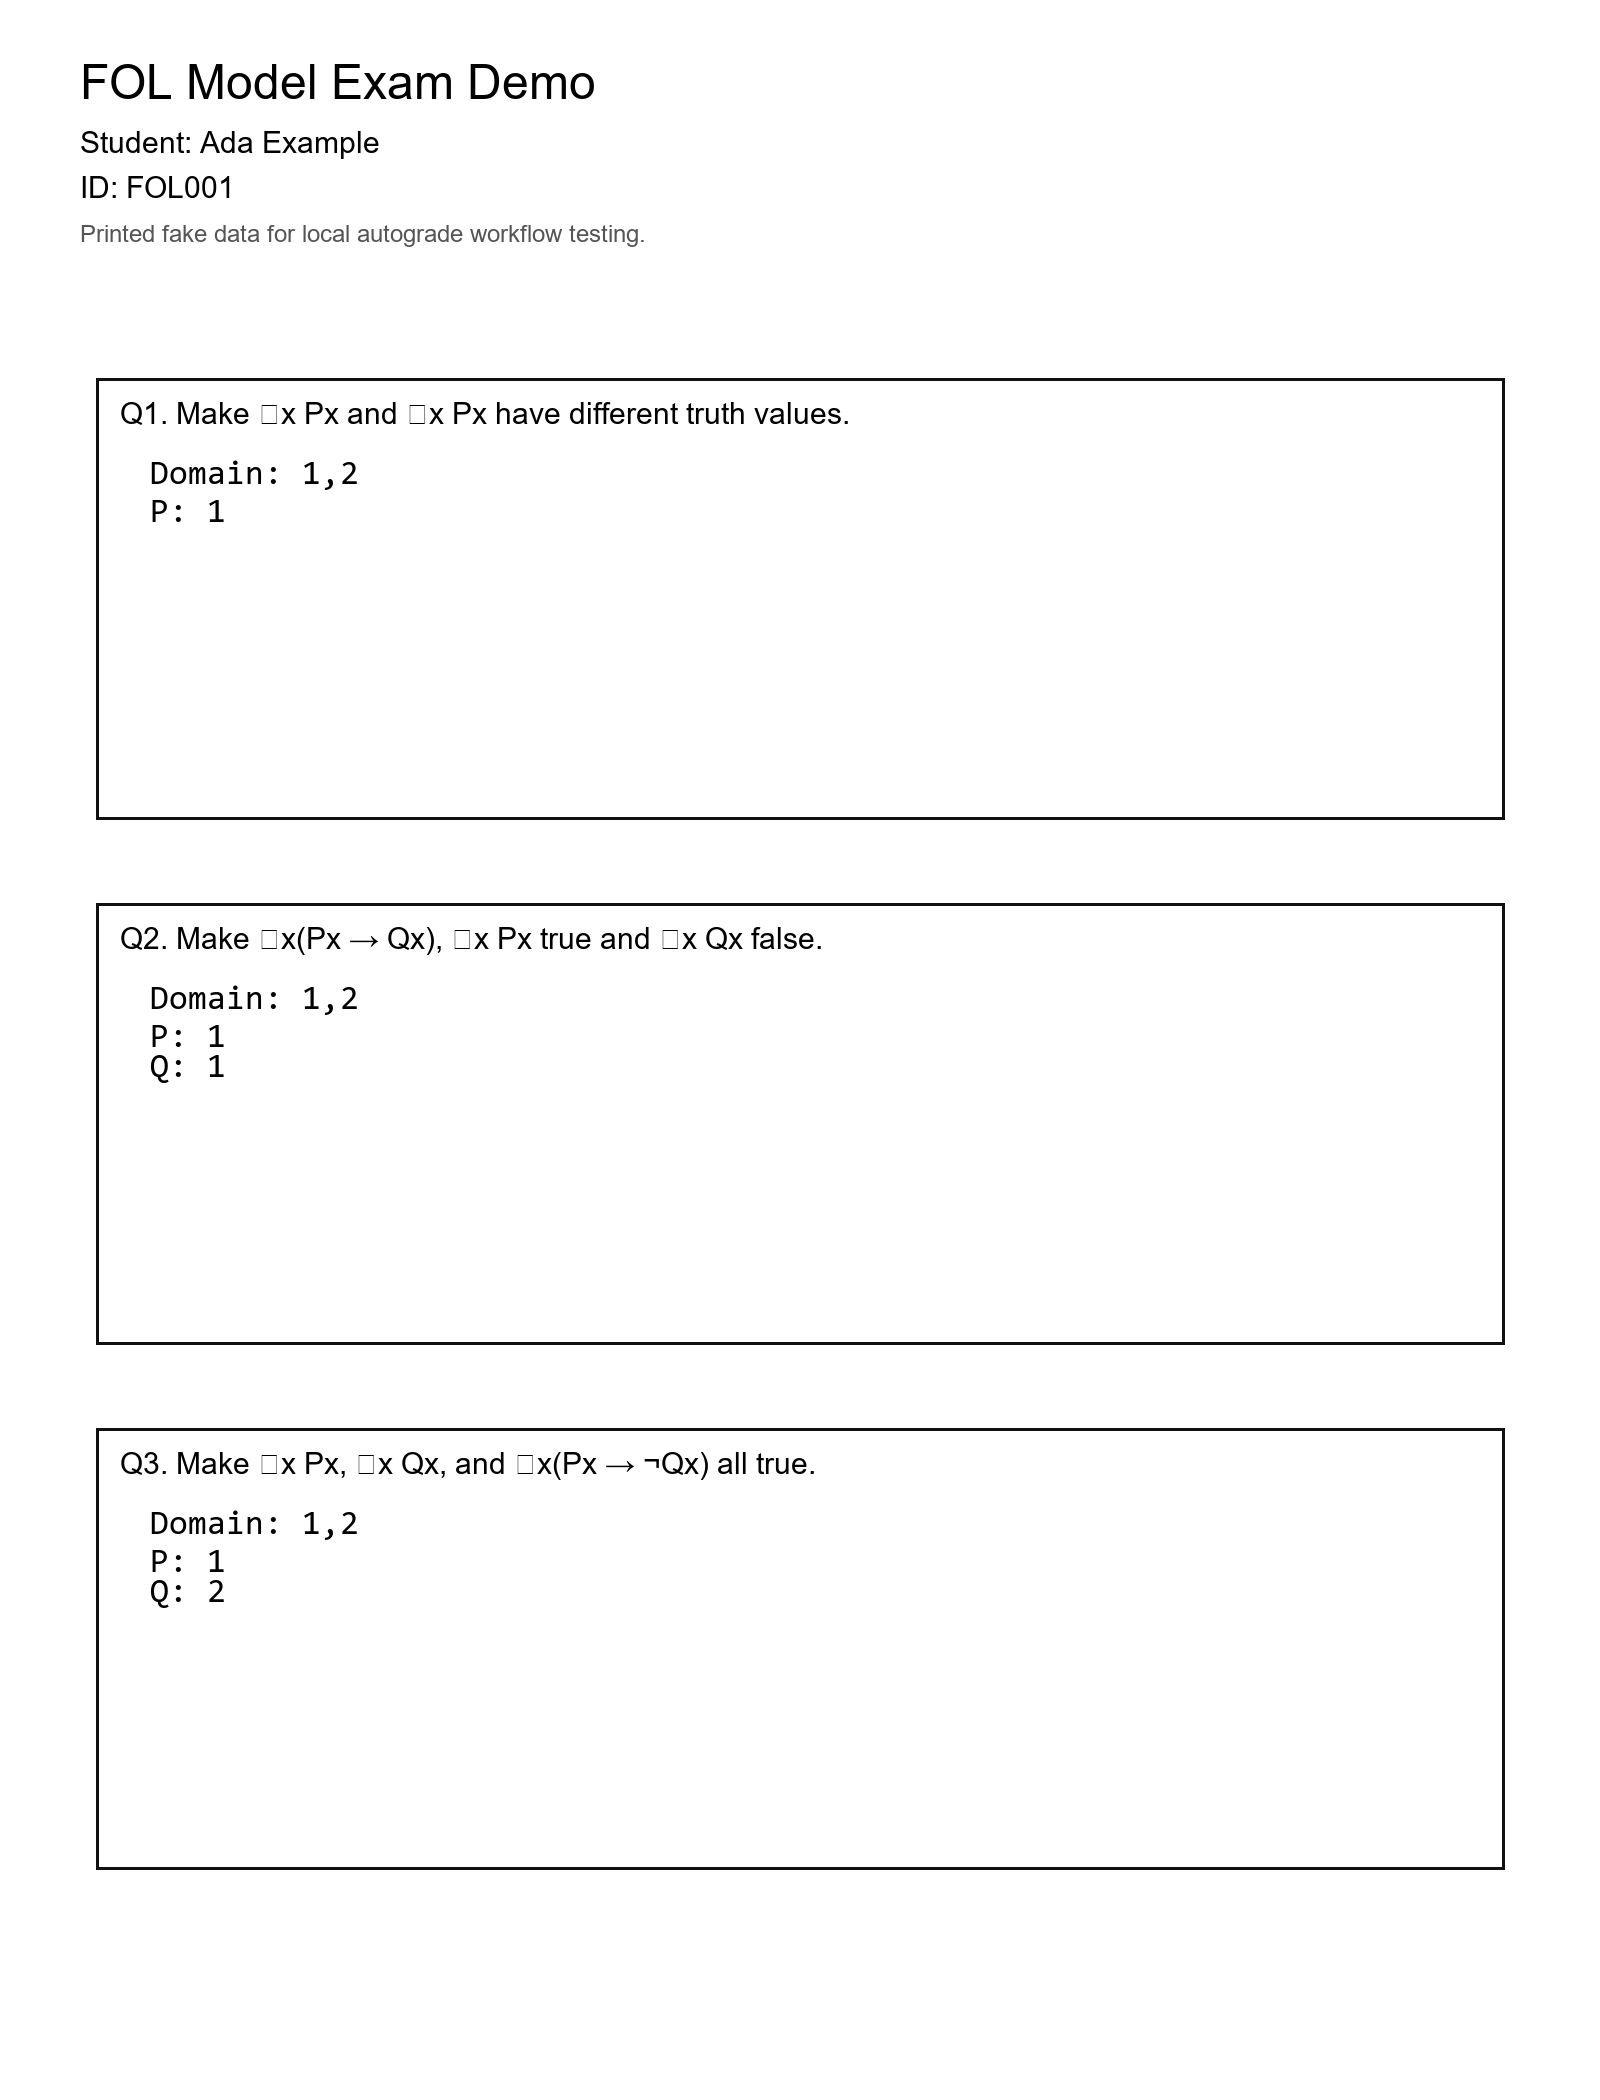 FOL Model Exam Demo
Student: Ada Example
ID: FOL001
Printed fake data for local autograde workflow testing.
Q1. Make □x Px and □x Px have different truth values.
Domain: 1,2
P: 1
Q2. Make □x(Px → Qx), □x Px true and □x Qx false.
Domain: 1,2
P: 1
Q: 1
Q3. Make □x Px, □x Qx, and □x(Px → ¬Qx) all true.
Domain: 1,2
P: 1
Q: 2